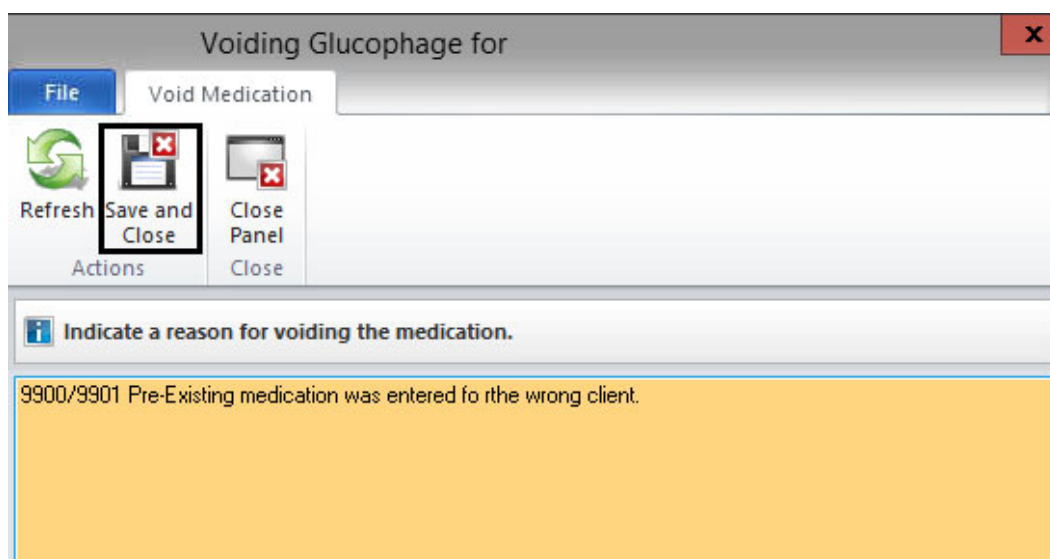 Voiding Glucophage for
X
File
Void Medication
Refresh
Save and
Close
Close
Panel
Actions
Close
Indicate a reason for voiding the medication.
9900/9901 Pre-Existing medication was entered fo rthe wrong client.